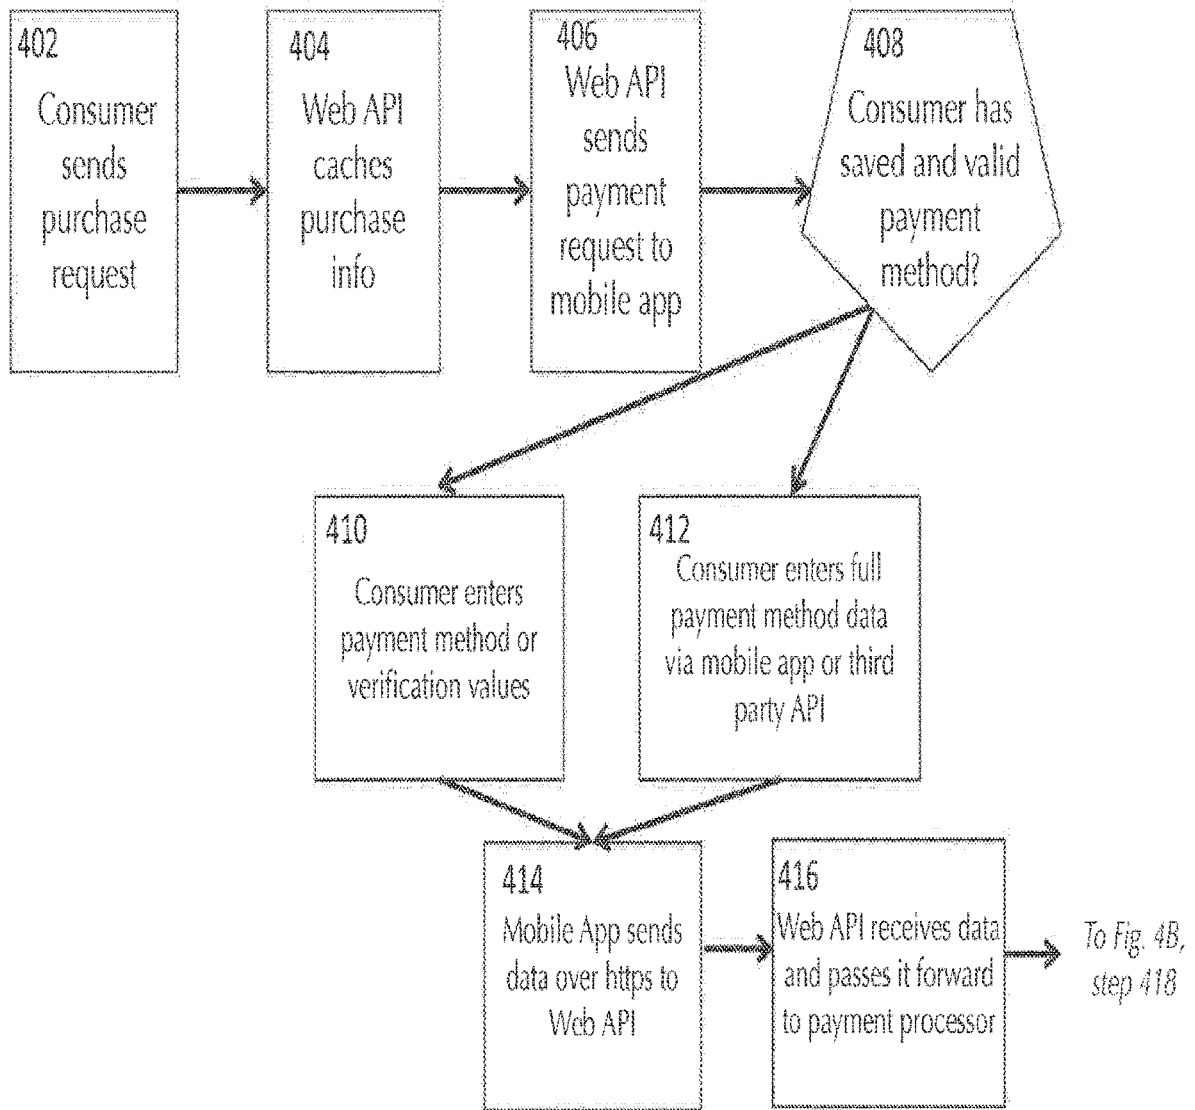 402
Consumer
sends
purchase
request
404
Web API
caches
purchase
info
406
Web API
sends
payment
request to
mobile app
408
Consumer has
saved and valid
payment
method?
410
Consumer enters
payment method or
verification values
412
Consumer enters full
payment method data
via mobile app or third
party API
414
Mobile App sends
data over https to
Web API
416
Web API receives data
and passes it forward
to payment processor
To Fig. 4B,
step 418